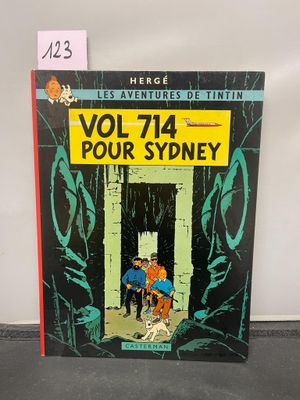 123
HERGÉ
LES AVENTURES DE TINTIN
VOL 714
POUR SYDNEY
CASTERMAN